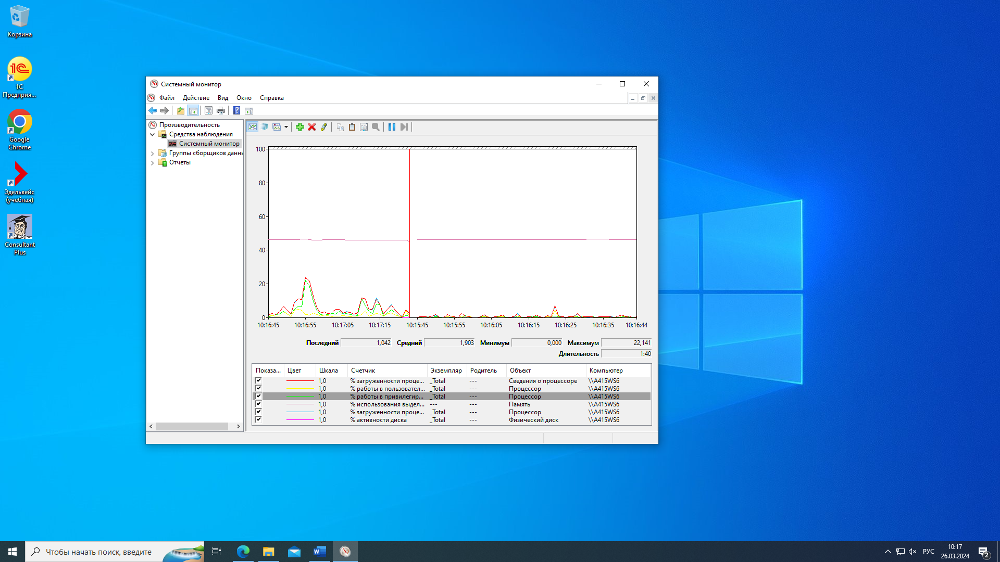 Корзина
1С
Предприя...
Google
Chrome
Эдельвейс
(учебная)
Consultant
Plus
Системный монитор
Файл Действие Вид Окно Справка
Производительность
Средства наблюдения
Системный монитор
Группы сборщиков данны
Отчеты
100
80
60
40
20
0
10:16:45 10:16:55 10:17:05 10:17:15 10:15:45 10:15:55 10:16:05 10:16:15 10:16:25 10:16:35 10:16:44
Последний 1,042 Средний 1,903 Минимум 0,000 Максимум 22,141
Длительность 1:40
Показа... Цвет Шкала Счетчик Экземпляр Родитель Объект Компьютер
1,0 % загруженности проце... _Total --- Сведения о процессоре \\A415WS6
1,0 % работы в пользовател... _Total --- Процессор \\A415WS6
1,0 % работы в привилегир... _Total --- Процессор \\A415WS6
1,0 % использования выдел... --- --- Память \\A415WS6
1,0 % загруженности проце... _Total --- Процессор \\A415WS6
1,0 % активности диска _Total --- Физический диск \\A415WS6
Чтобы начать поиск, введите
РУС
10:17
26.03.2024
2